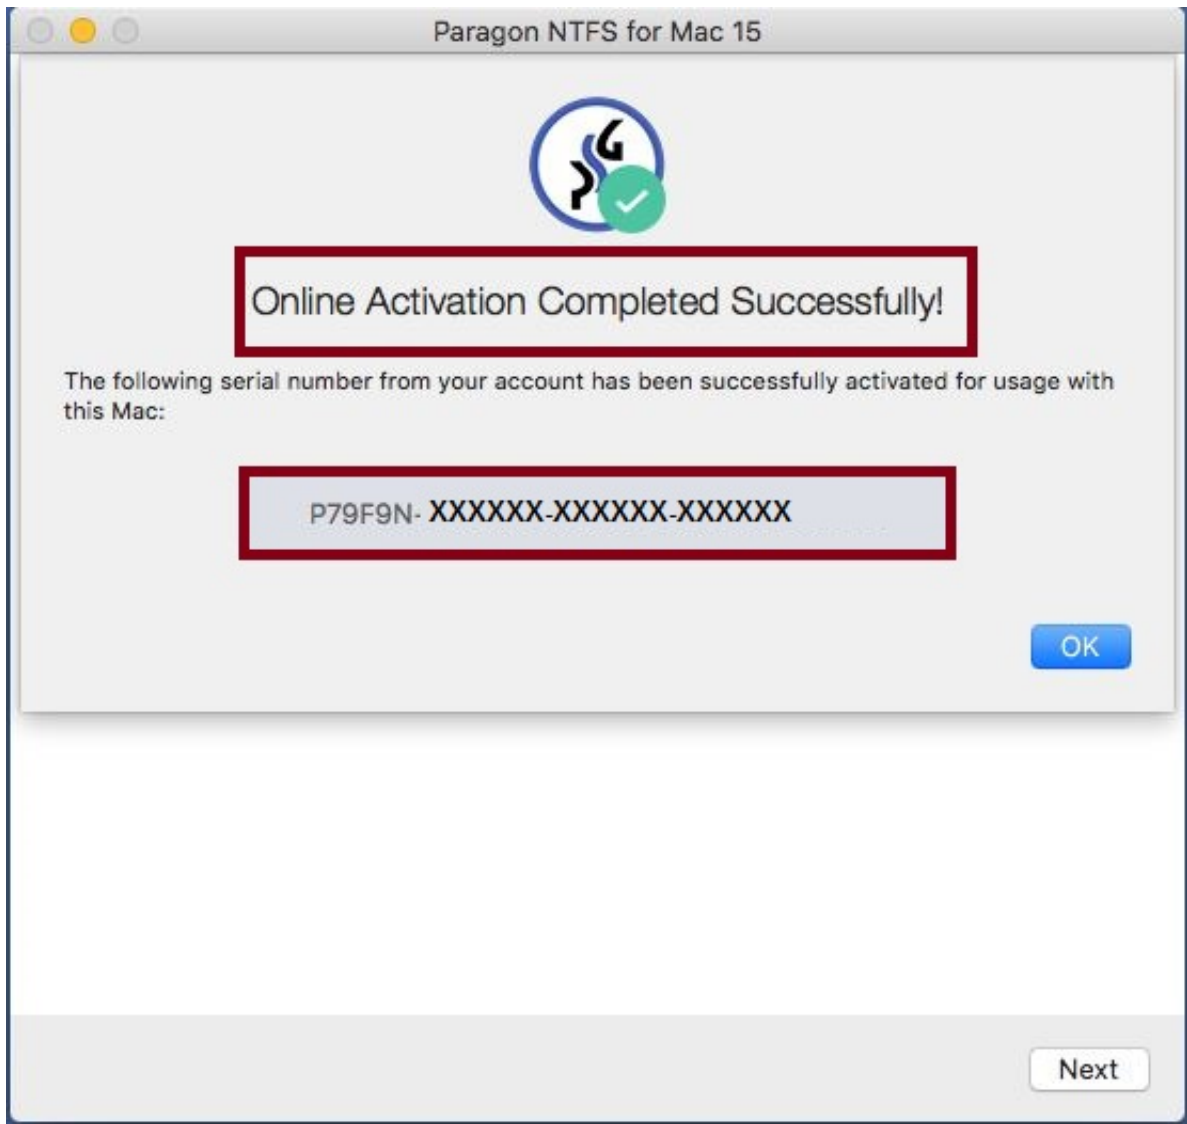 Paragon NTFS for Mac 15
PSG
Online Activation Completed Successfully!
The following serial number from your account has been successfully activated for usage with
this Mac:
P79F9N- XXXXXX-XXXXXX-XXXXXX
OK
Next